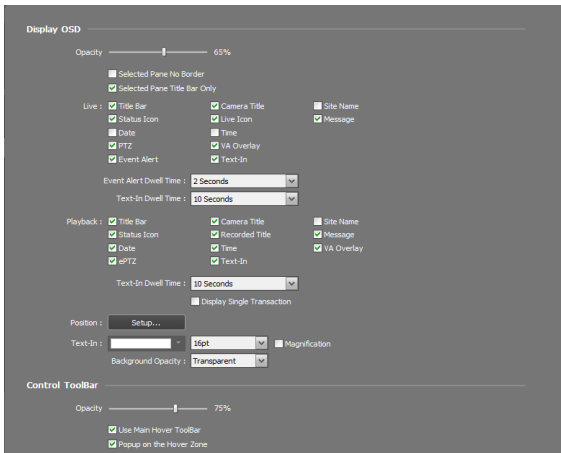 Display OSD
Opacity 65%
Selected Pane No Border
Selected Pane Title Bar Only
Live : Title Bar Camera Title Site Name
Status Icon Live Icon Message
Date Time
PTZ VA Overlay
Event Alert Text-In
Event Alert Dwell Time : 2 Seconds
Text-In Dwell Time : 10 Seconds
Playback : Title Bar Camera Title Site Name
Status Icon Recorded Title Message
Date Time VA Overlay
ePTZ Text-In
Text-In Dwell Time : 10 Seconds
Display Single Transaction
Position : Setup...
Text-In : 16pt Magnification
Background Opacity : Transparent
Control ToolBar
Opacity 75%
Use Main Hover ToolBar
Popup on the Hover Zone